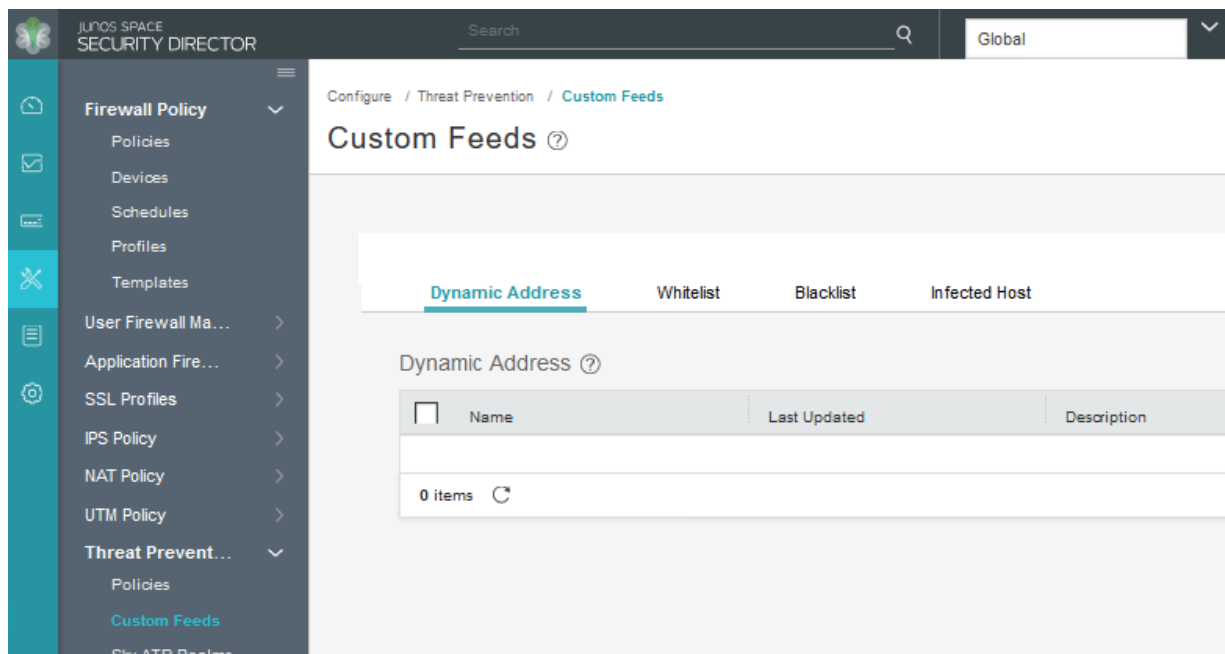 JUNOS SPACE
SECURITY DIRECTOR
Search
Global
Configure / Threat Prevention / Custom Feeds
Custom Feeds
Firewall Policy
Policies
Devices
Schedules
Profiles
Templates
User Firewall Ma...
Application Fire...
SSL Profiles
IPS Policy
NAT Policy
UTM Policy
Threat Prevent...
Policies
Custom Feeds
Dynamic Address Whitelist Blacklist Infected Host
Dynamic Address
Name Last Updated Description
0 items